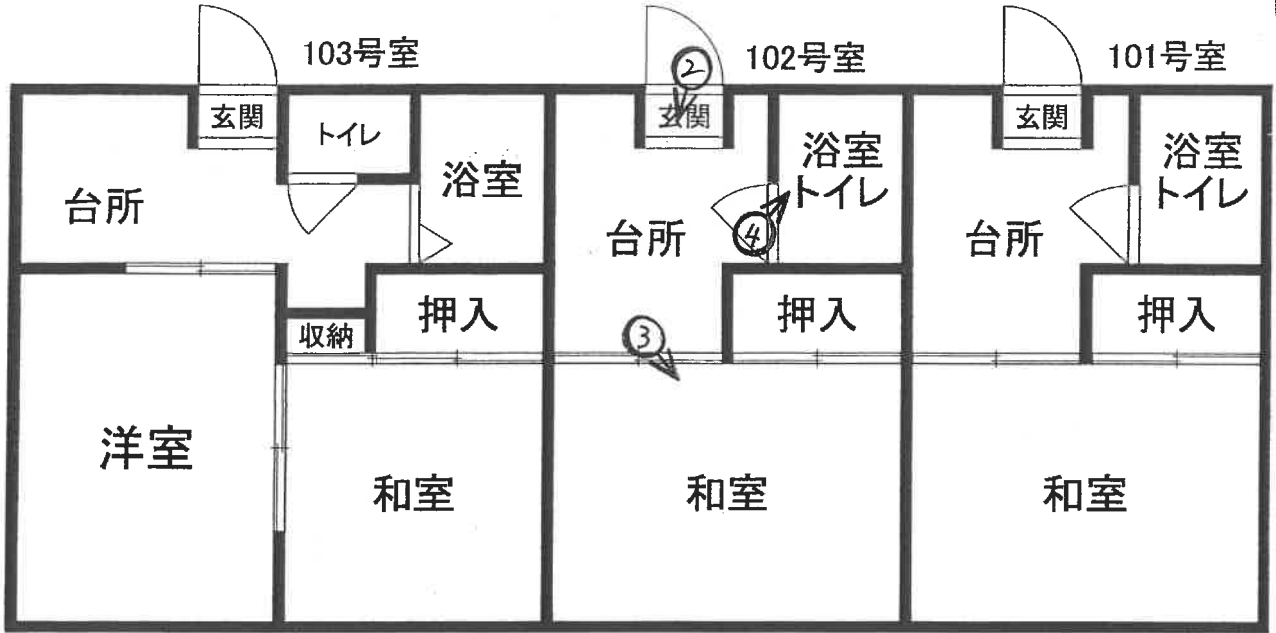 103号室
102号室
101号室
②
玄関
トイレ
浴室
台所
洋室
収納
押入
和室
玄関
台所
浴室
トイレ
④
③
押入
和室
玄関
台所
浴室
トイレ
押入
和室